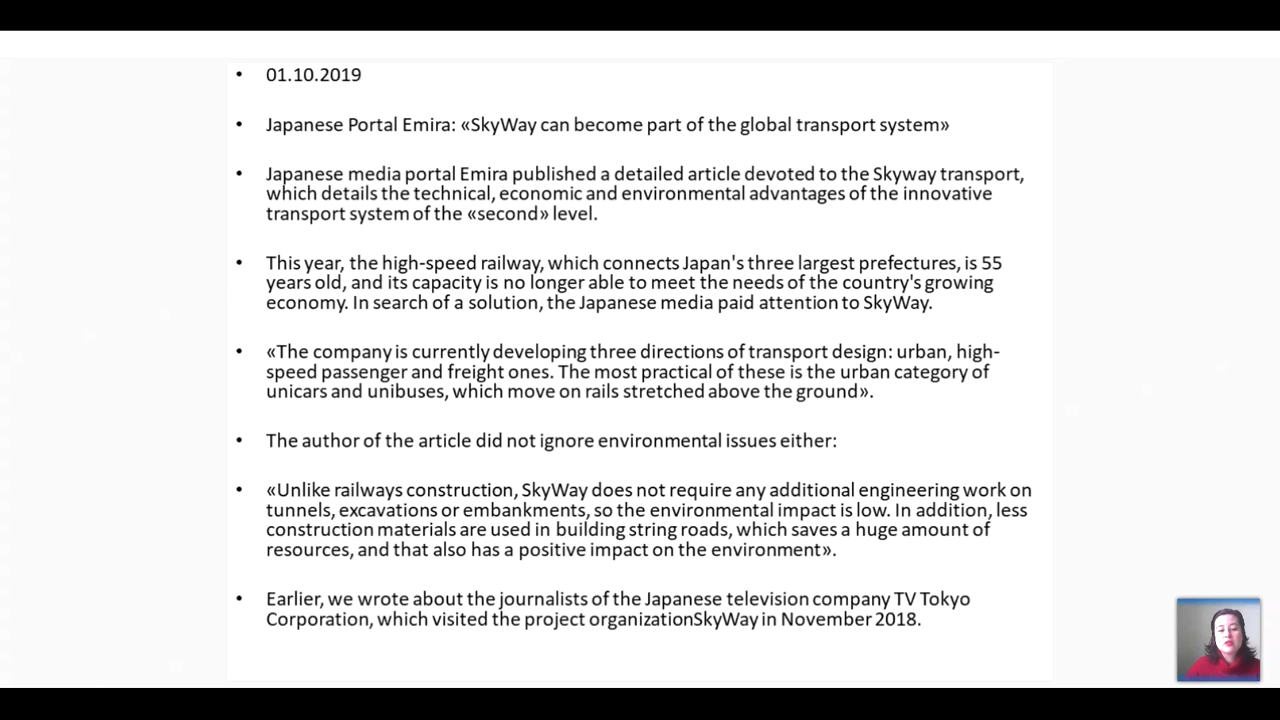 • 01.10.2019
• Japanese Portal Emira: «SkyWay can become part of the global transport system»
• Japanese media portal Emira published a detailed article devoted to the Skyway transport,
which details the technical, economic and environmental advantages of the innovative
transport system of the «second» level.
• This year, the high-speed railway, which connects Japan's three largest prefectures, is 55
years old, and its capacity is no longer able to meet the needs of the country's growing
economy. In search of a solution, the Japanese media paid attention to SkyWay.
• «The company is currently developing three directions of transport design: urban, high-
speed passenger and freight ones. The most practical of these is the urban category of
unicars and unibuses, which move on rails stretched above the ground».
• The author of the article did not ignore environmental issues either:
• «Unlike railways construction, SkyWay does not require any additional engineering work on
tunnels, excavations or embankments, so the environmental impact is low. In addition, less
construction materials are used in building string roads, which saves a huge amount of
resources, and that also has a positive impact on the environment».
• Earlier, we wrote about the journalists of the Japanese television company TV Tokyo
Corporation, which visited the project organizationSkyWay in November 2018.